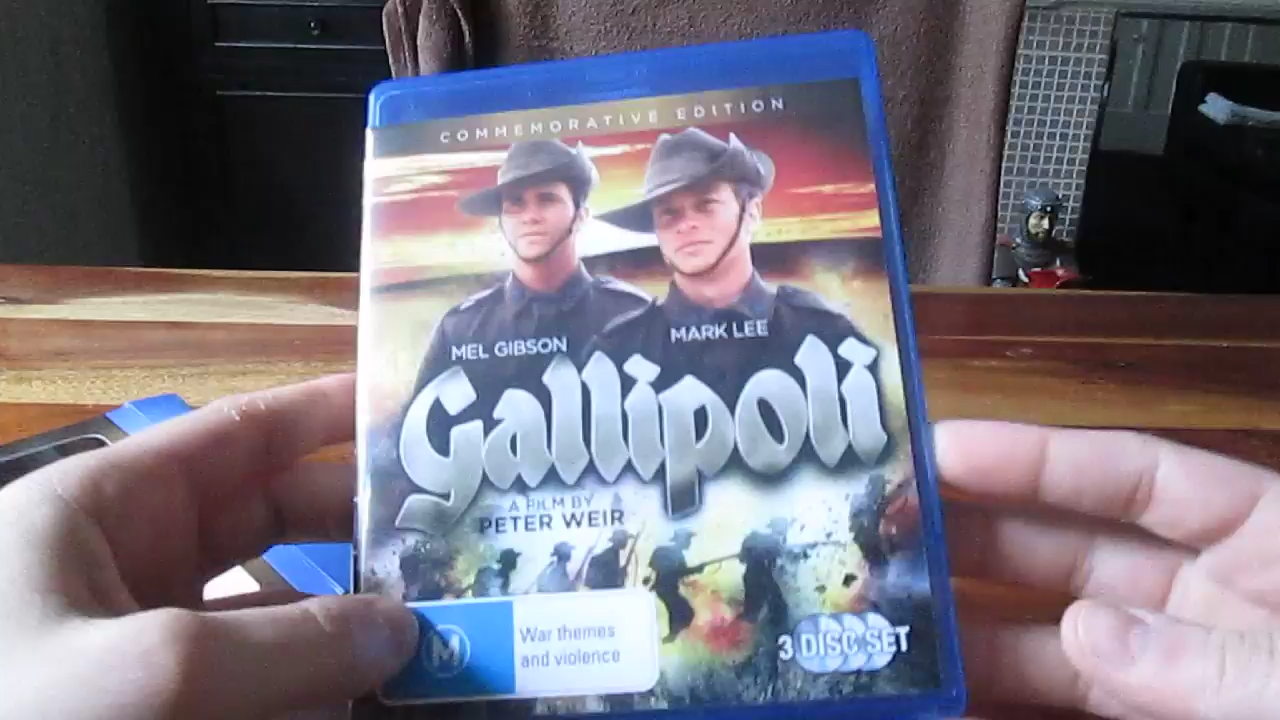 COMMEMORATIVE EDITION
MEL GIBSON
MARK LEE
Gallipoli
A FILM BY
PETER WEIR
M
War themes
and violence
3 DISC SET